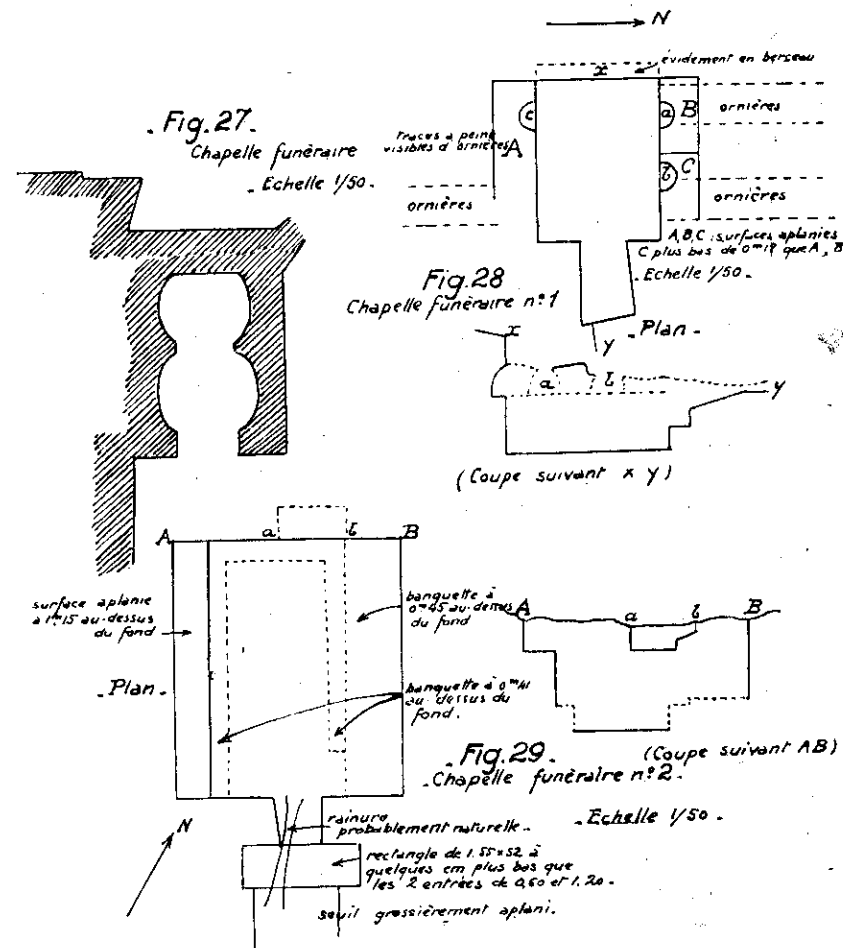 N
x
évidement en berseau
Fig. 27.
Chapelle funéraire
Echelle 1/50.
Traces à peine
visibles d'ornières
A
c
a
B
ornières
b
C
ornières
ornières
A, B, C : surfaces aplanies
C plus bas de que A, B
Echelle 1/50.
Fig. 28
Chapelle funéraire n° 1
Plan.
y
x
a
b
y
(Coupe suivant x y)
A
a
b
B
surface aplanie
à 1m15 au-dessus
du fond
banquette à
0m45 au-dessus
du fond
Plan.
banquette à 0m41
au-dessus du
fond.
A
a
b
B
Fig. 29.
(Coupe suivant AB)
Chapelle funéraire n° 2.
Echelle 1/50.
N
rainure
probablement naturelle.
rectangle de 1.55×52 à
quelques cm plus bas que
les 2 entrées de 0,60 et 1.20.
seuil grossièrement aplani.